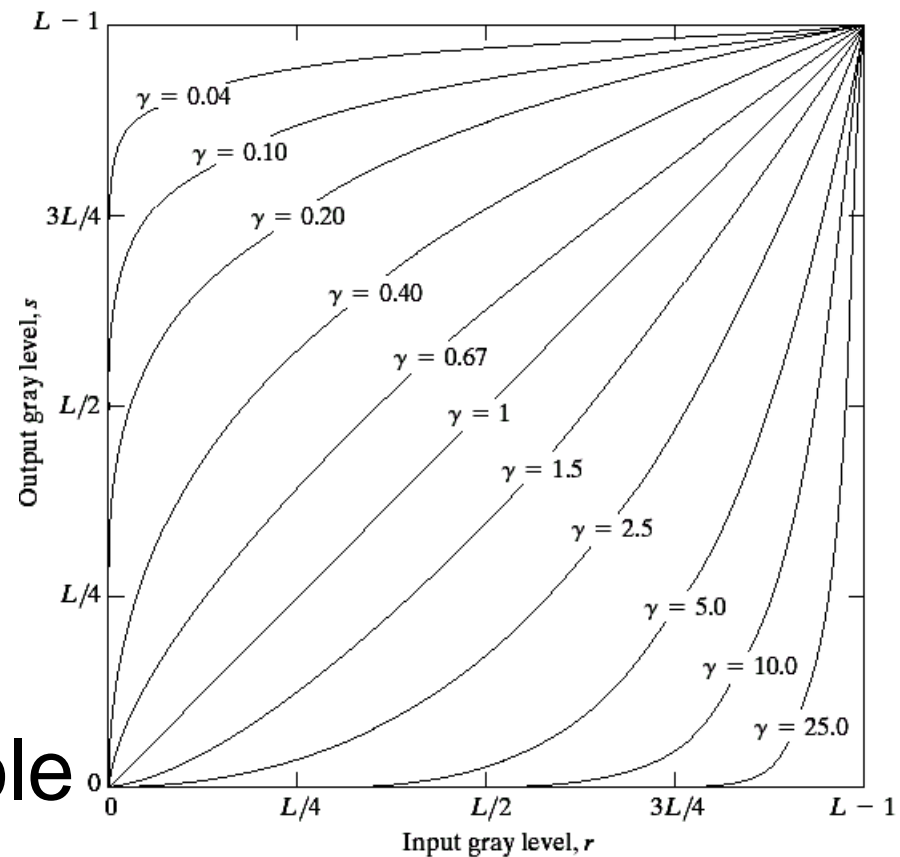 L − 1
γ = 0.04
γ = 0.10
3L/4
γ = 0.20
γ = 0.40
Output gray level, s
γ = 0.67
L/2
γ = 1
γ = 1.5
γ = 2.5
L/4
γ = 5.0
γ = 10.0
γ = 25.0
ple
0
0 L/4 L/2 3L/4 L − 1
Input gray level, r